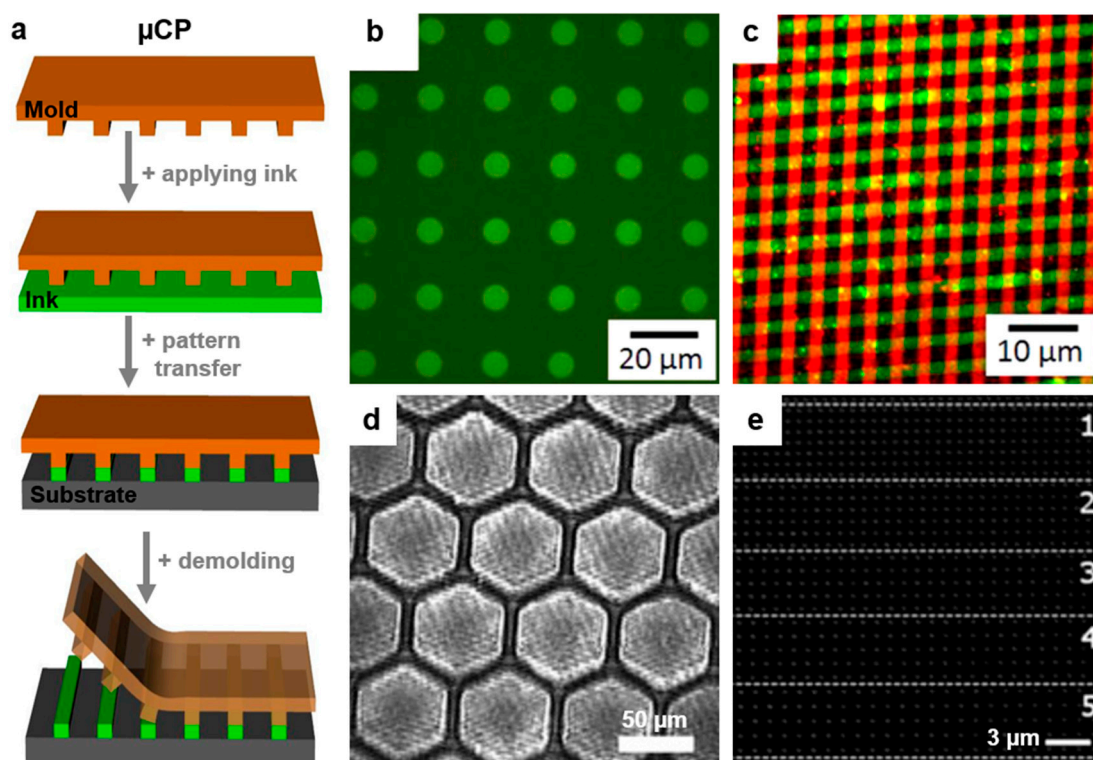 a
µCP
Mold
+ applying ink
Ink
+ pattern
transfer
Substrate
+ demolding
b
20 µm
c
10 µm
d
50 µm
e
1
2
3
4
5
3 µm